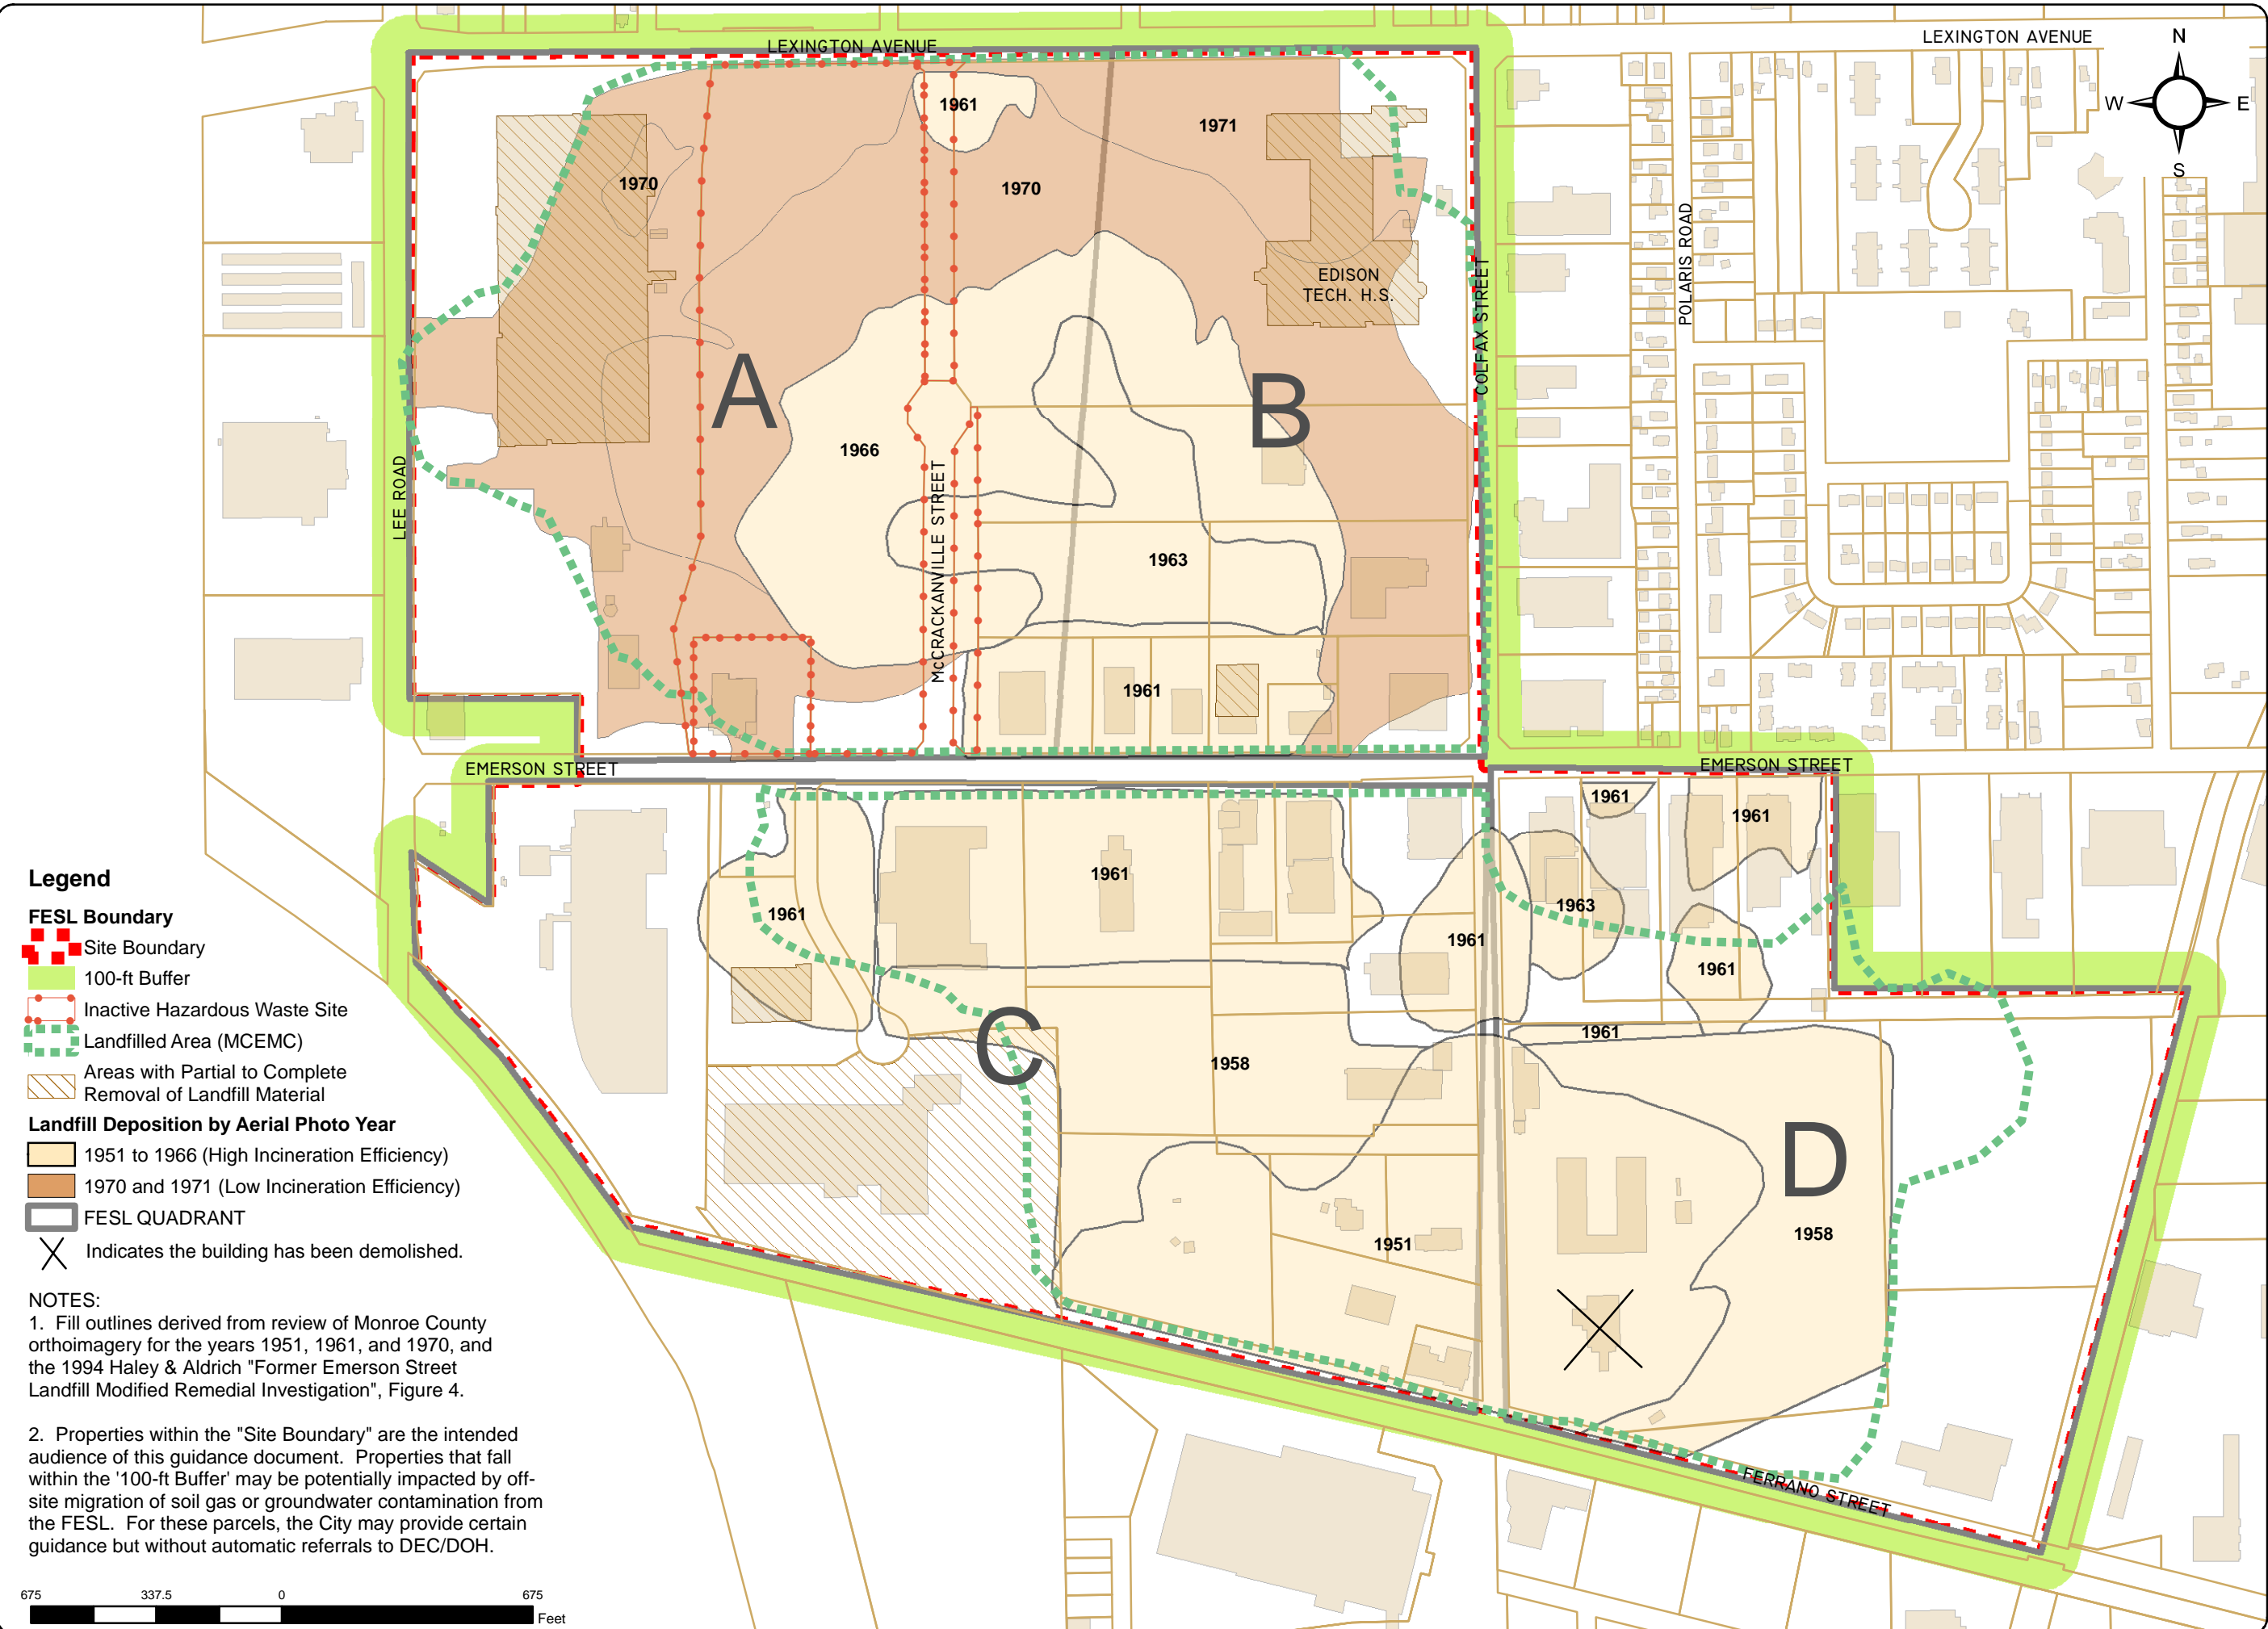 LEXINGTON AVENUE
LEXINGTON AVENUE
N
W
E
S
1961
1971
1970
1970
EDISON
TECH. H.S.
POLARIS ROAD
COLFAX STREET
A
B
1966
LEE ROAD
McCRACKANVILLE STREET
1963
1961
EMERSON STREET
EMERSON STREET
1961
1961
1961
1961
1963
1961
1961
1961
C
1958
D
1958
1951
FERRANO STREET
Legend
FESL Boundary
Site Boundary
100-ft Buffer
Inactive Hazardous Waste Site
Landfilled Area (MCEMC)
Areas with Partial to Complete
Removal of Landfill Material
Landfill Deposition by Aerial Photo Year
1951 to 1966 (High Incineration Efficiency)
1970 and 1971 (Low Incineration Efficiency)
FESL QUADRANT
Indicates the building has been demolished.
NOTES:
1. Fill outlines derived from review of Monroe County
orthoimagery for the years 1951, 1961, and 1970, and
the 1994 Haley & Aldrich "Former Emerson Street
Landfill Modified Remedial Investigation", Figure 4.
2. Properties within the "Site Boundary" are the intended
audience of this guidance document. Properties that fall
within the '100-ft Buffer' may be potentially impacted by off-
site migration of soil gas or groundwater contamination from
the FESL. For these parcels, the City may provide certain
guidance but without automatic referrals to DEC/DOH.
675 337.5 0 675
Feet